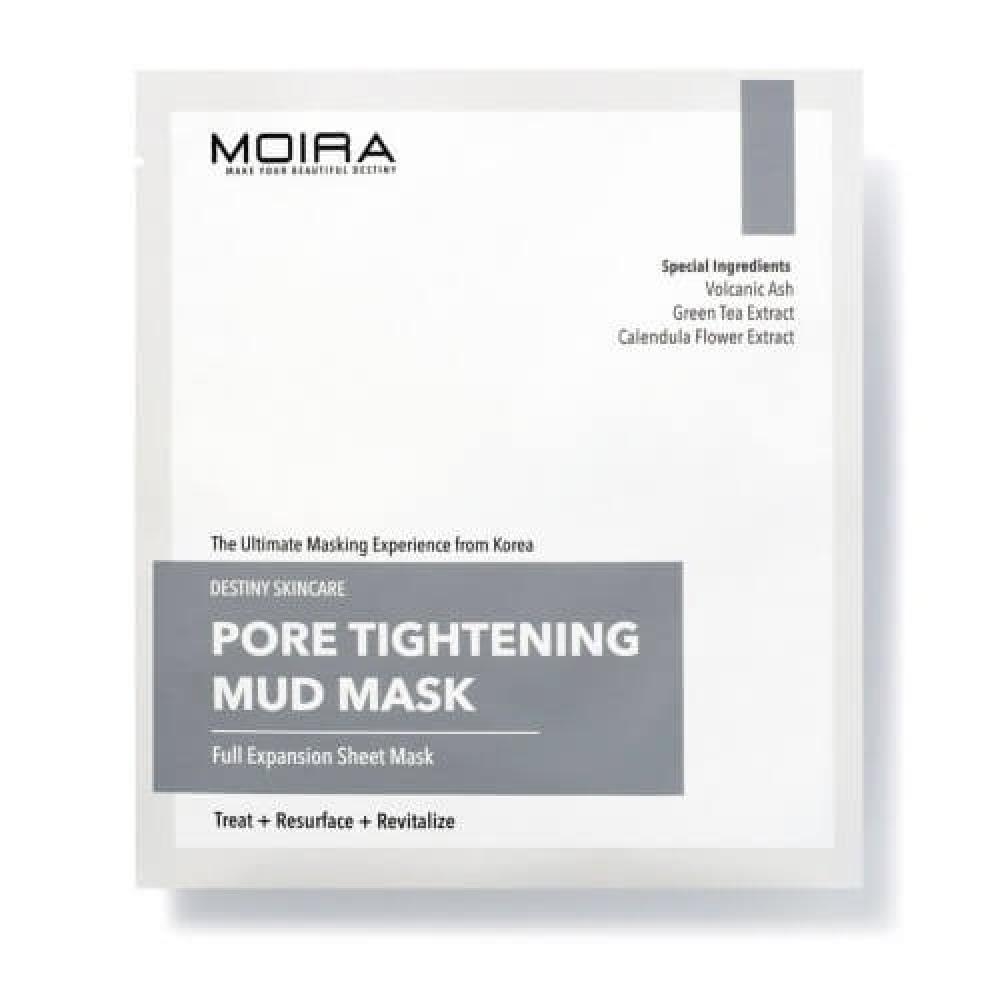 MOIRA
MAKE YOUR BEAUTIFUL DESTINY
Special Ingredients
Volcanic Ash
Green Tea Extract
Calendula Flower Extract
The Ultimate Masking Experience from Korea
DESTINY SKINCARE
PORE TIGHTENING
MUD MASK
Full Expansion Sheet Mask
Treat + Resurface + Revitalize